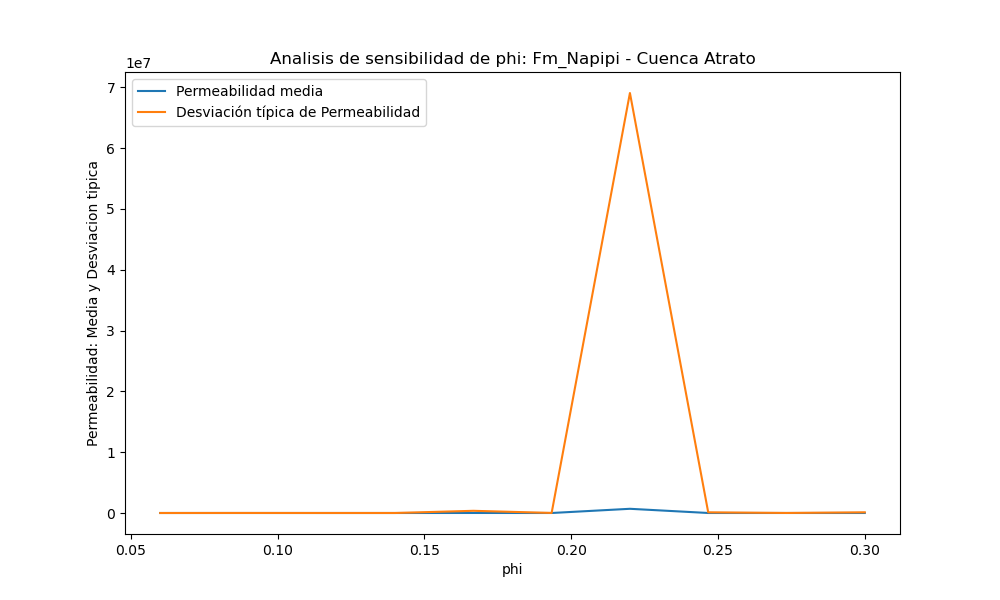 Analisis de sensibilidad de phi: Fm_Napipi - Cuenca Atrato
1e7
Permeabilidad media
Desviación típica de Permeabilidad
Permeabilidad: Media y Desviacion tipica
7
6
5
4
3
2
1
0
0.05 0.10 0.15 0.20 0.25 0.30
phi